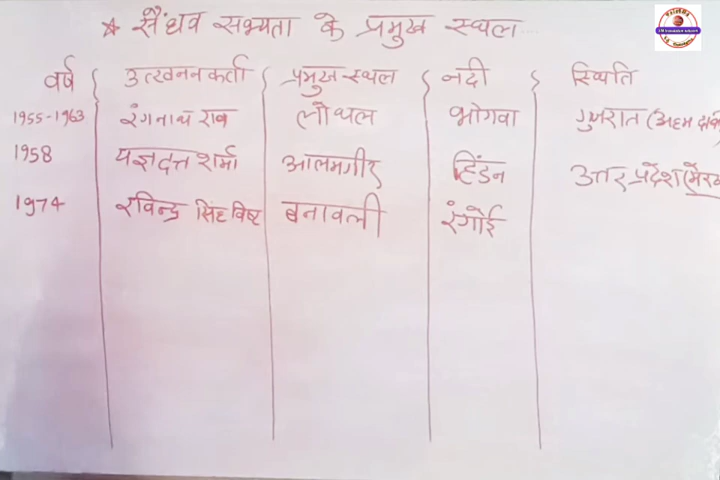 * सैंधव सभ्यता के प्रमुख स्थल
वर्ष { उत्खननकर्ता { प्रमुख स्थल { नदी { स्थिति
1955-1963 रंगनाथ राव लोथल भोगवा गुजरात (अहमदाबा
1958 यज्ञदत्त शर्मा आलमगीर हिंडन उत्तर प्रदेश (मेरठ
1974 रविन्द्र सिंह विष्ट बनावली रंगोई